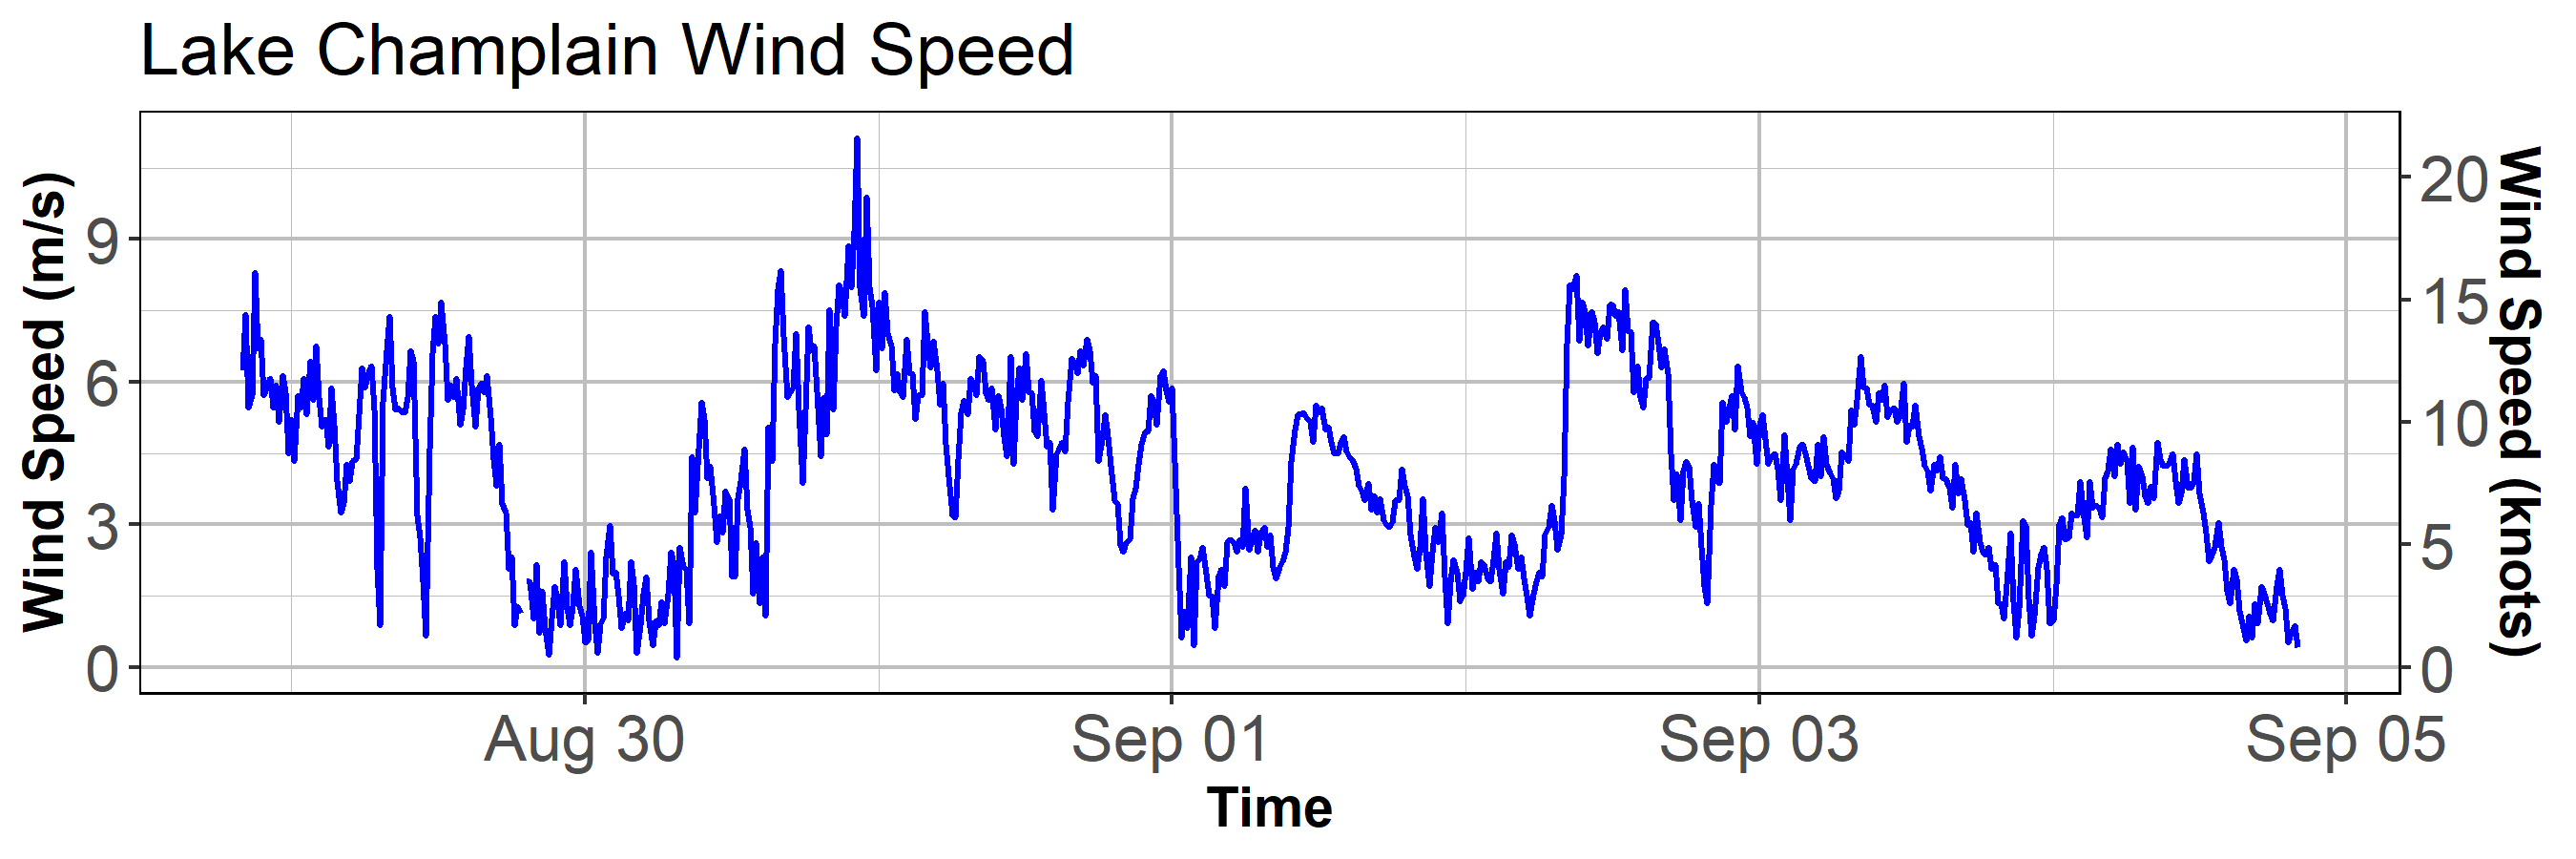 Lake Champlain Wind Speed
Wind Speed (m/s)
9
6
3
0
20
15
10
5
0
Wind Speed (knots)
Aug 30
Sep 01
Sep 03
Sep 05
Time